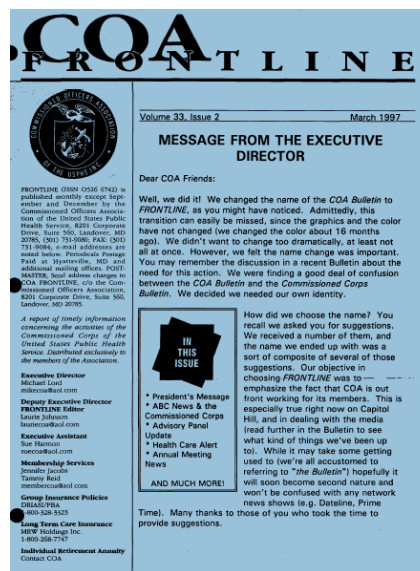 COA
FRONTLINE
COMMISSIONED OFFICERS ASSOCIATION
OF THE USPHS INC.
Volume 33, Issue 2
March 1997
MESSAGE FROM THE EXECUTIVE
DIRECTOR
FRONTLINE (ISSN O526 6742) is
published monthly except Sept-
ember and December by the
Commissioned Officers Associa-
tion of the United States Public
Health Service, 8201 Corporate
Drive, Suite 560, Landover, MD
20785, (301) 731-9080; FAX: (301)
731-9084, e-mail addresses are
noted below. Periodicals Postage
Paid at Hyattsville, MD and
additional mailing offices. POST-
MASTER, Send address changes to
COA FRONTLINE, c/o the Com-
missioned Officers Association,
8201 Corporate Drive, Suite 560,
Landover, MD 20785.
A report of timely information
concerning the activities of the
Commissioned Corps of the
United States Public Health
Service. Distributed exclusively to
the members of the Association.
Executive Director
Michael Lord
mikecoa@aol.com
Deputy Executive Director
FRONTLINE Editor
Laurie Johnson
lauriecoa@aol.com
Executive Assistant
Sue Harmon
suecoa@aol.com
Membership Services
Jennifer Jacobs
Tammy Reid
membercoa@aol.com
Group Insurance Policies
DRIASI/PBA
-800-328-3323
Long Term Care Insurance
MRW Holdings Inc.
1-800-268-7747
Individual Retirement Annuity
Contact COA
Dear COA Friends:
Well, we did it! We changed the name of the COA Bulletin to
FRONTLINE, as you might have noticed. Admittedly, this
transition can easily be missed, since the graphics and the color
have not changed (we changed the color about 16 months
ago). We didn't want to change too dramatically, at least not
all at once. However, we felt the name change was important.
You may remember the discussion in a recent Bulletin about the
need for this action. We were finding a good deal of confusion
between the COA Bulletin and the Commissioned Corps
Bulletin. We decided we needed our own identity.
IN
THIS
ISSUE
* President's Message
* ABC News & the
Commissioned Corps
* Advisory Panel
Update
* Health Care Alert
* Annual Meeting
News
AND MUCH MORE!
How did we choose the name? You
recall we asked you for suggestions.
We received a number of them, and
the name we ended up with was a
sort of composite of several of those
suggestions. Our objective in
choosing FRONTLINE was to
emphasize the fact that COA is out
front working for its members. This is
especially true right now on Capitol
Hill, and in dealing with the media
(read further in the Bulletin to see
what kind of things we've been up
to). While it may take some getting
used to (we're all accustomed to
referring to "the Bulletin") hopefully it
will soon become second nature and
won't be confused with any network
news shows (e.g. Dateline, Prime
Time). Many thanks to those of you who took the time to
provide suggestions.